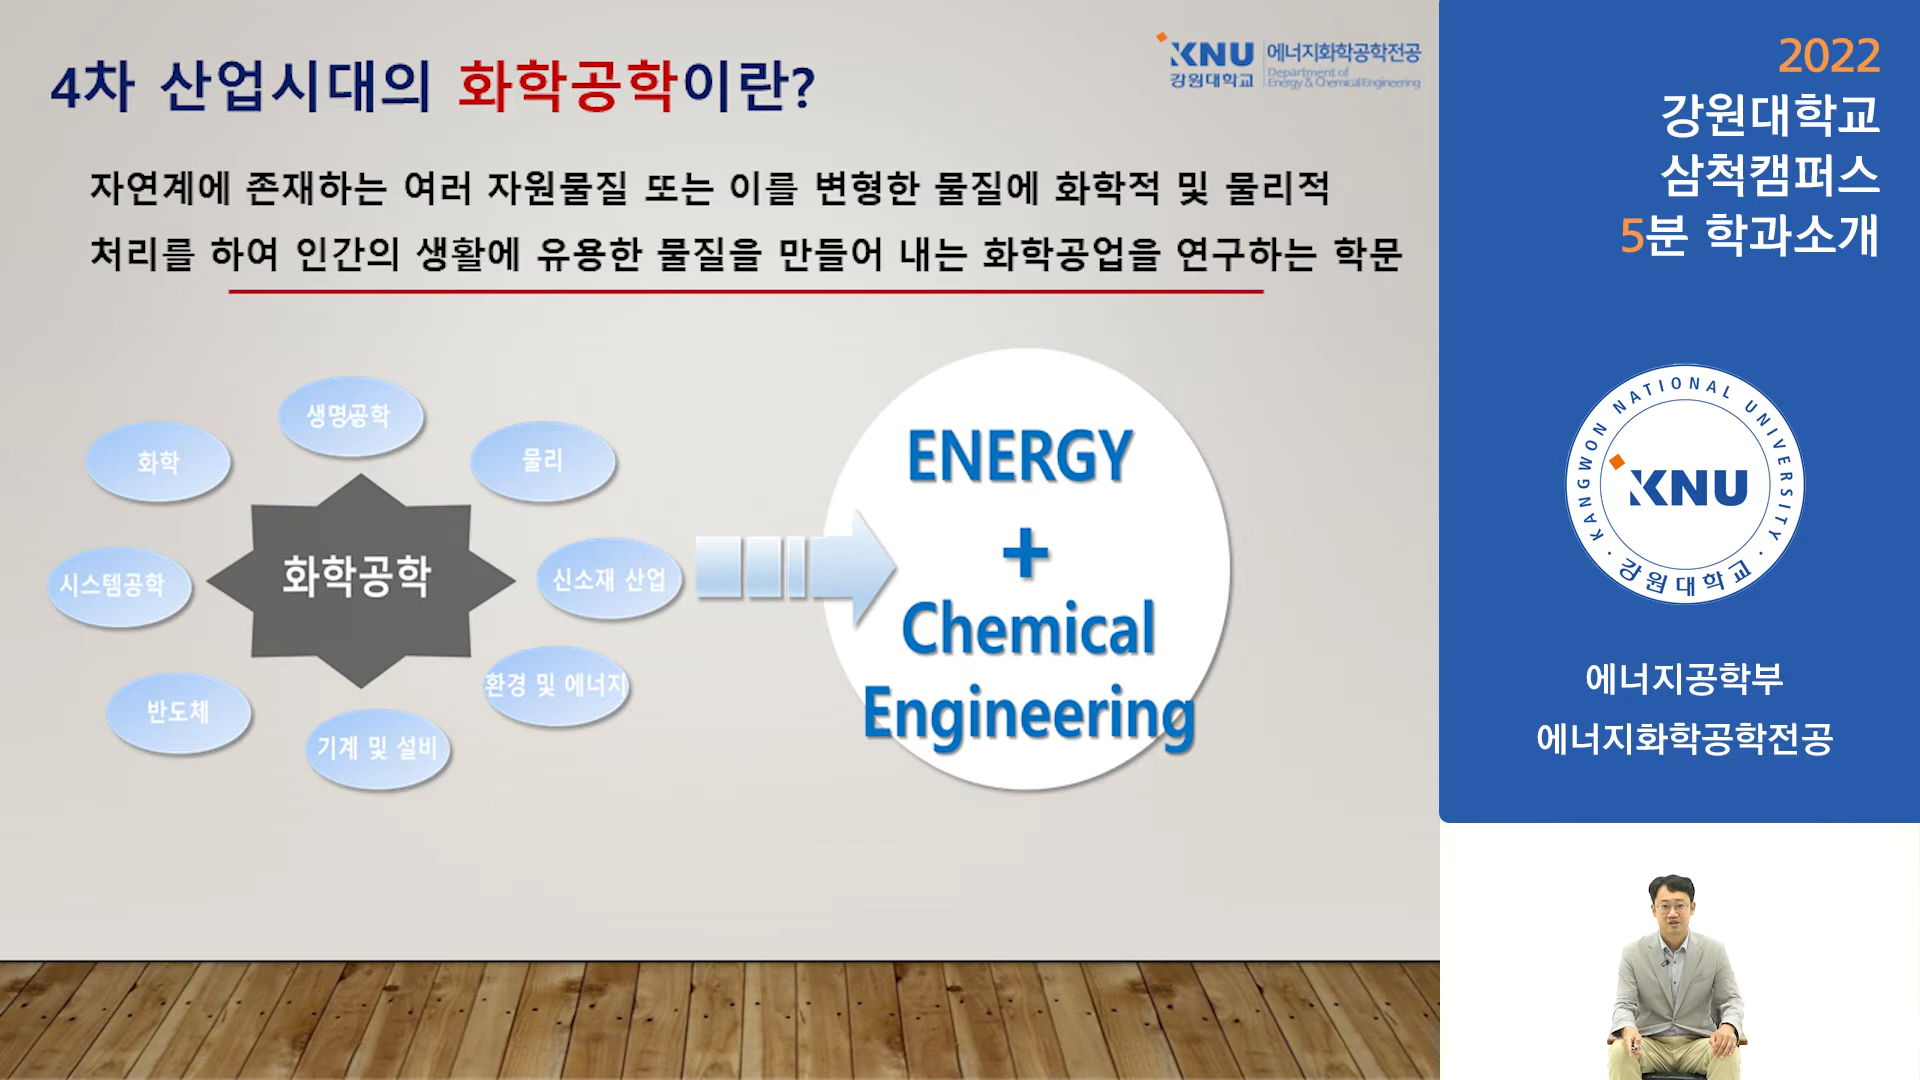 4차 산업시대의 화학공학이란?
KNU
강원대학교
에너지화학공학전공
Department of
Energy & Chemical Engineering
자연계에 존재하는 여러 자원물질 또는 이를 변형한 물질에 화학적 및 물리적
처리를 하여 인간의 생활에 유용한 물질을 만들어 내는 화학공업을 연구하는 학문
생명공학
화학
물리
화학공학
시스템공학
신소재 산업
반도체
환경 및 에너지
기계 및 설비
ENERGY
+
Chemical
Engineering
2022
강원대학교
삼척캠퍼스
5분 학과소개
KANGWON NATIONAL UNIVERSITY
KNU
강원대학교
에너지공학부
에너지화학공학전공